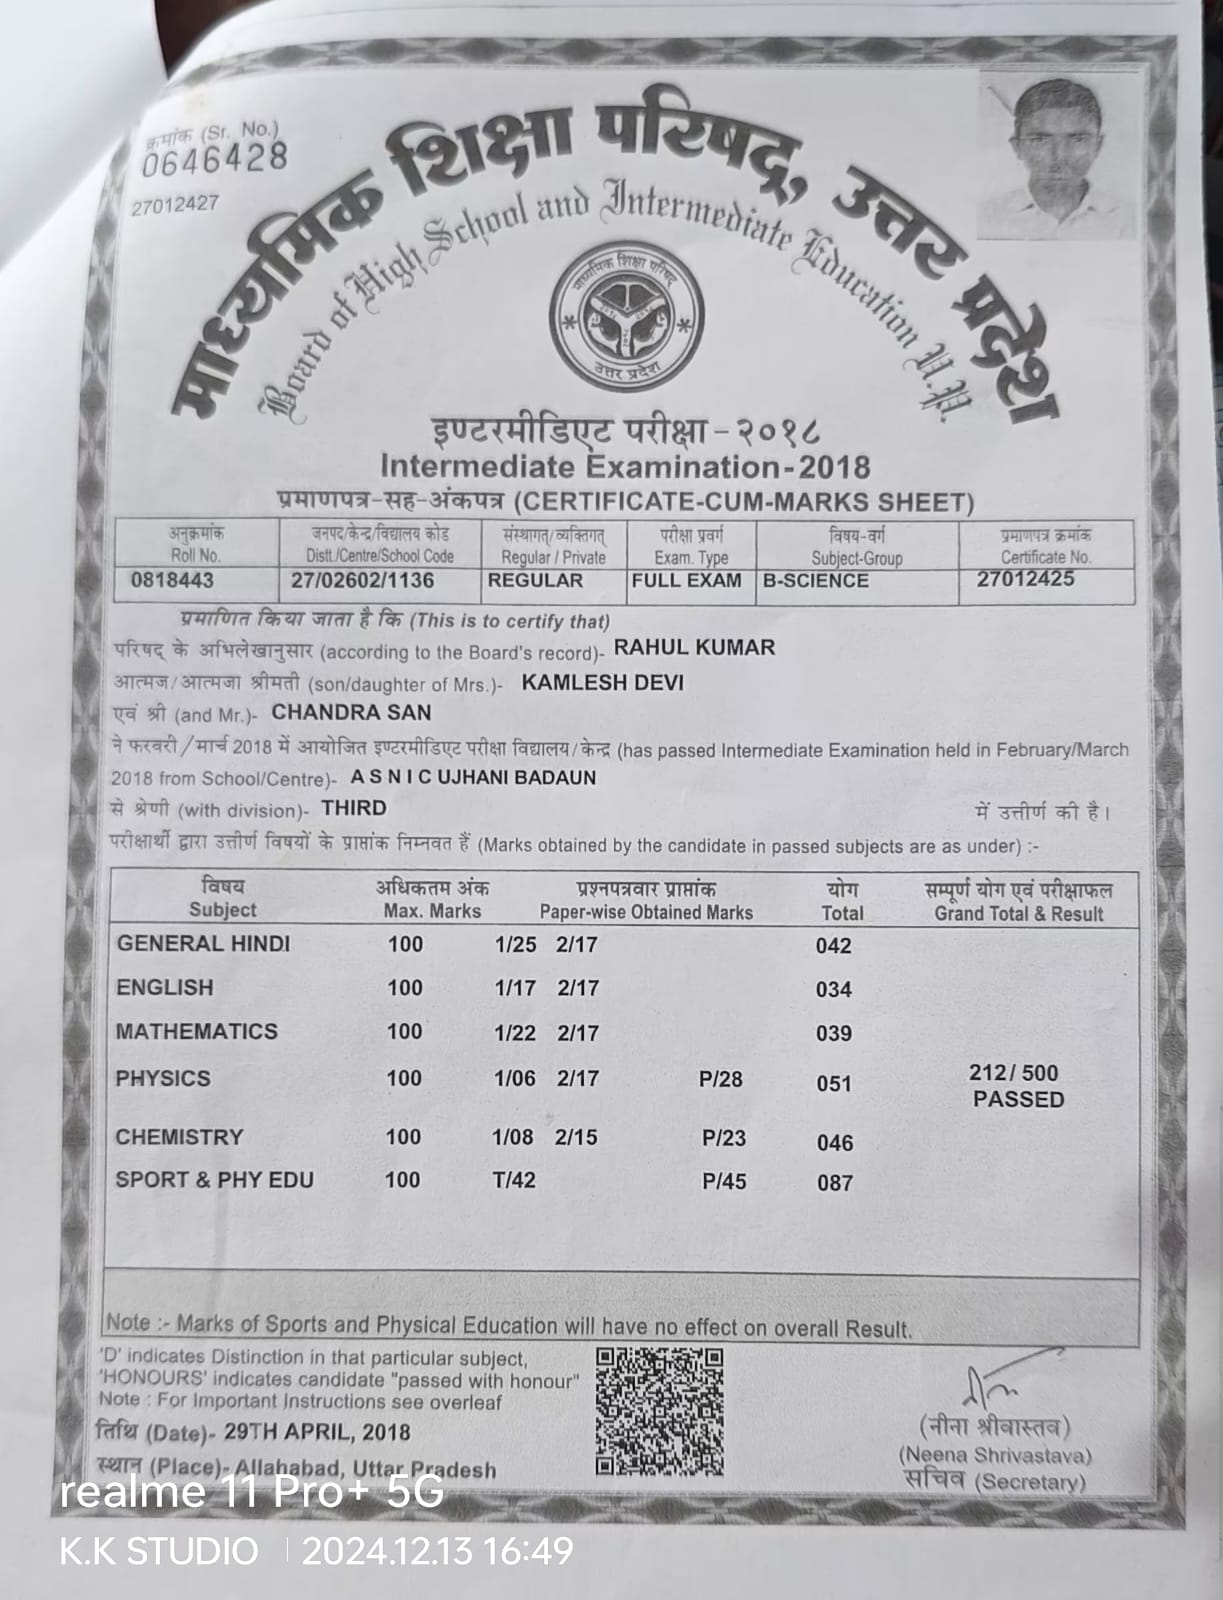 क्रमांक (Sr. No.)
0646428
27012427
माध्यमिक शिक्षा परिषद्, उत्तर प्रदेश
Board of High School and Intermediate Education U.P.
माध्यमिक शिक्षा परिषद्
उत्तर प्रदेश
इण्टरमीडिएट परीक्षा-२०१८
Intermediate Examination-2018
प्रमाणपत्र-सह-अंकपत्र (CERTIFICATE-CUM-MARKS SHEET)
अनुक्रमांक जनपद/केन्द्र/विद्यालय कोड संस्थागत/व्यक्तिगत् परीक्षा प्रवर्ग विषय-वर्ग प्रमाणपत्र क्रमांक
Roll No. Distt./Centre/School Code Regular / Private Exam. Type Subject-Group Certificate No.
0818443 27/02602/1136 REGULAR FULL EXAM B-SCIENCE 27012425
प्रमाणित किया जाता है कि (This is to certify that)
परिषद् के अभिलेखानुसार (according to the Board's record)- RAHUL KUMAR
आत्मज/आत्मजा श्रीमती (son/daughter of Mrs.)- KAMLESH DEVI
एवं श्री (and Mr.)- CHANDRA SAN
ने फरवरी/मार्च 2018 में आयोजित इण्टरमीडिएट परीक्षा विद्यालय/केन्द्र (has passed Intermediate Examination held in February/March
2018 from School/Centre)- A S N I C UJHANI BADAUN
से श्रेणी (with division)- THIRD में उत्तीर्ण की है।
परीक्षार्थी द्वारा उत्तीर्ण विषयों के प्राप्तांक निम्नवत हैं (Marks obtained by the candidate in passed subjects are as under) :-
विषय अधिकतम अंक प्रश्नपत्रवार प्राप्तांक योग सम्पूर्ण योग एवं परीक्षाफल
Subject Max. Marks Paper-wise Obtained Marks Total Grand Total & Result
GENERAL HINDI 100 1/25 2/17 042
ENGLISH 100 1/17 2/17 034
MATHEMATICS 100 1/22 2/17 039
PHYSICS 100 1/06 2/17 P/28 051 212/ 500
PASSED
CHEMISTRY 100 1/08 2/15 P/23 046
SPORT & PHY EDU 100 T/42 P/45 087
Note :- Marks of Sports and Physical Education will have no effect on overall Result.
'D' indicates Distinction in that particular subject,
'HONOURS' indicates candidate "passed with honour"
Note : For Important Instructions see overleaf
तिथि (Date)- 29TH APRIL, 2018
स्थान (Place)- Allahabad, Uttar Pradesh
(नीना श्रीवास्तव)
(Neena Shrivastava)
सचिव (Secretary)
realme 11 Pro+ 5G
K.K STUDIO | 2024.12.13 16:49